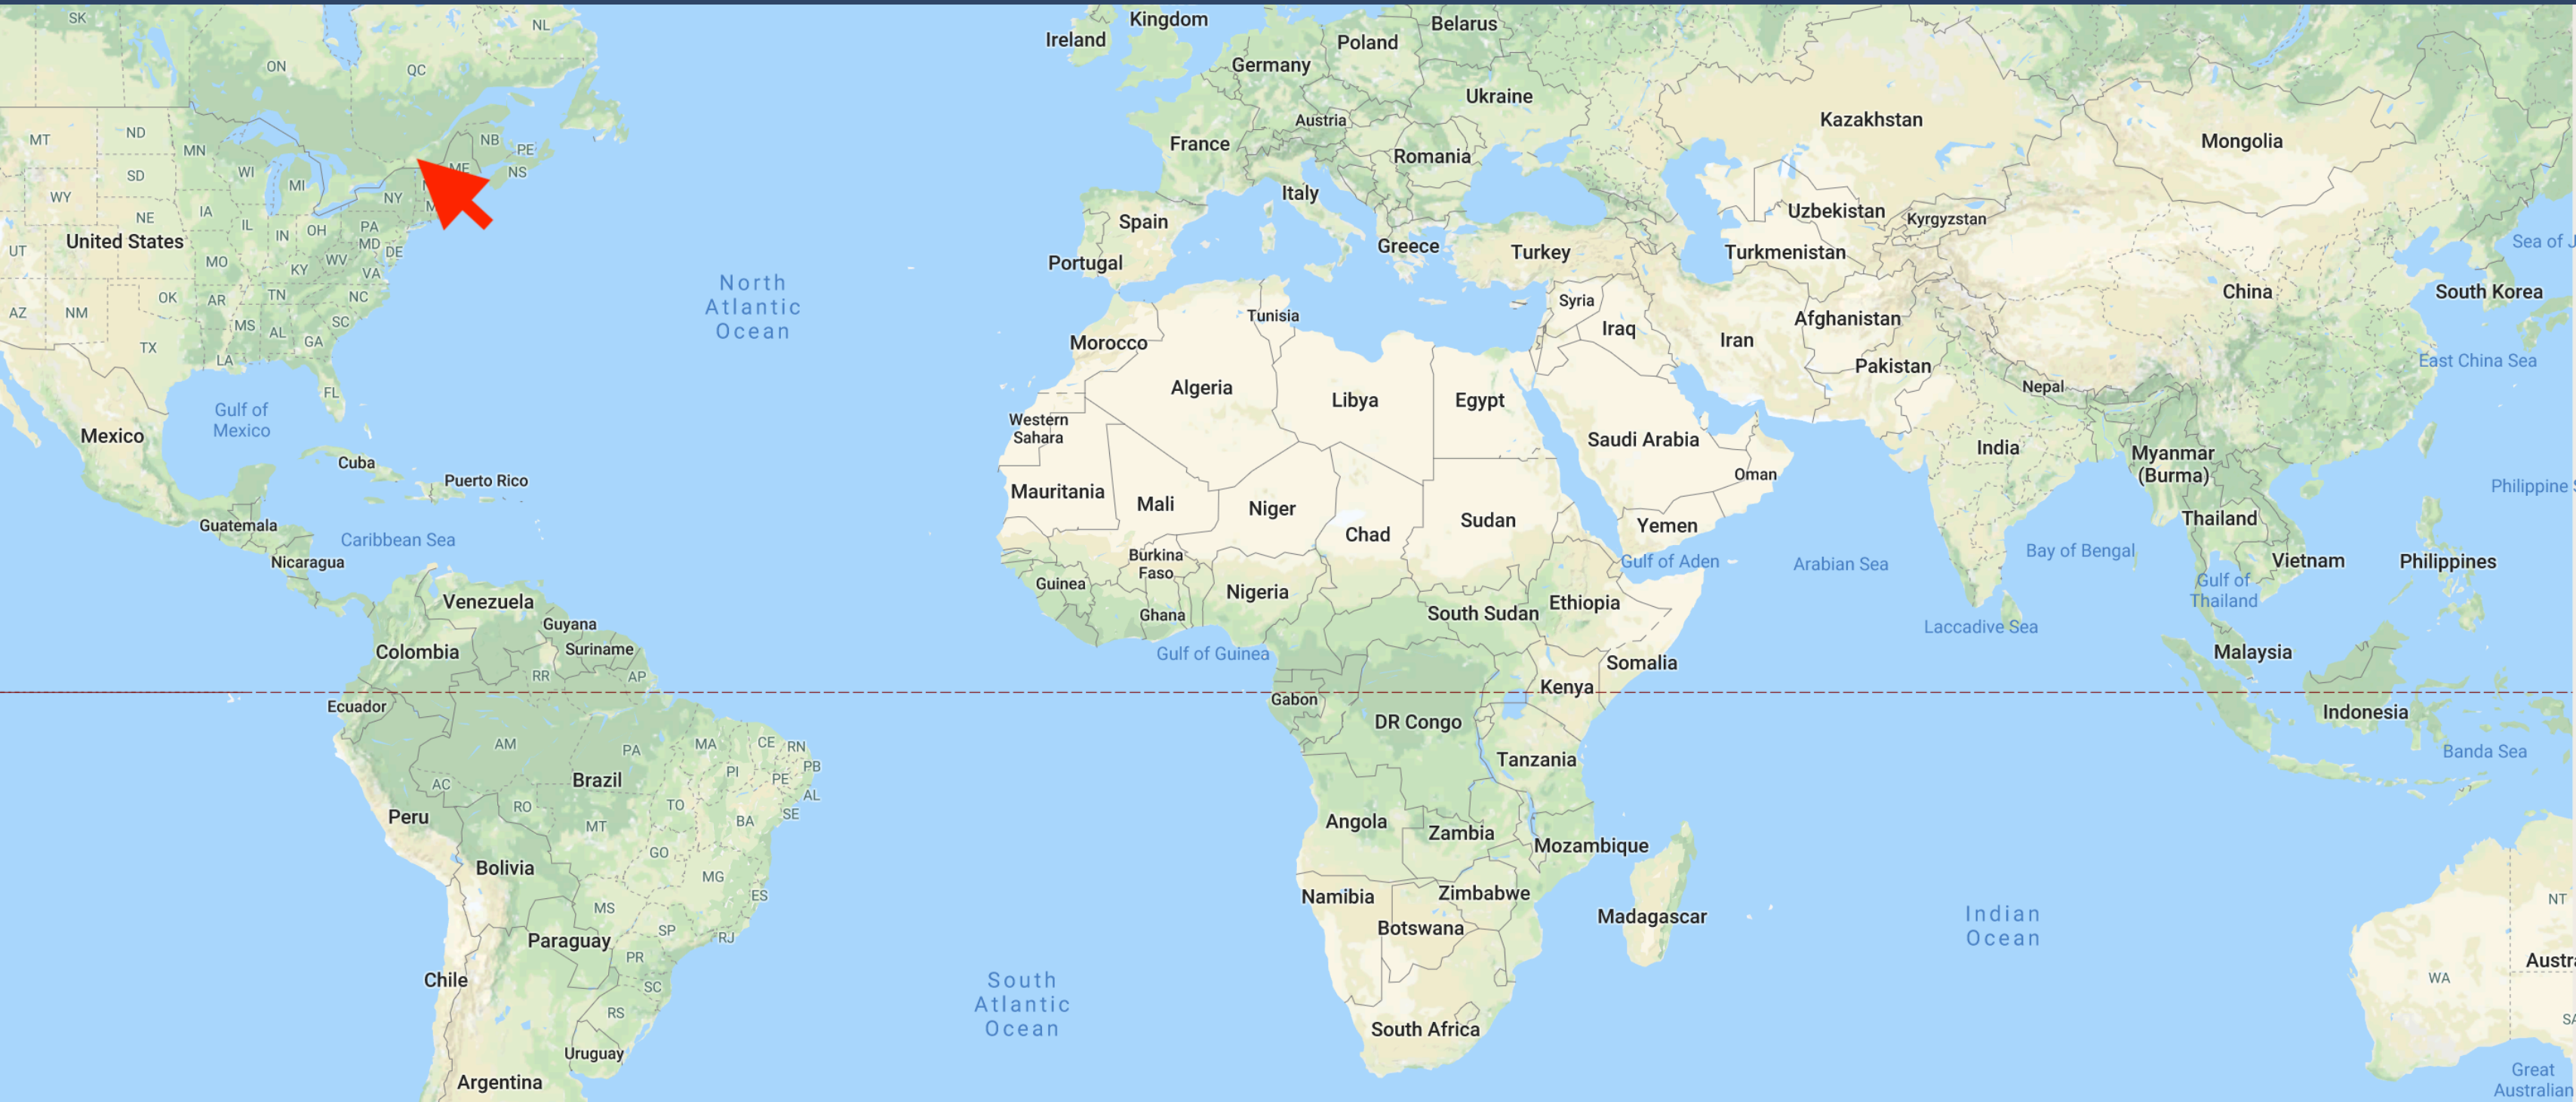 SK
NL
Kingdom
Belarus
Ireland
Poland
ON
QC
Germany
Ukraine
Kazakhstan
Austria
MT
ND
MN
NB
PE
France
Romania
Mongolia
SD
WI
MI
ME
NS
WY
NY
Italy
Uzbekistan
Kyrgyzstan
NE
IA
IL
IN
OH
PA
Spain
United States
MD
DE
Greece
Turkey
Turkmenistan
Sea of J
UT
MO
KY
WV
VA
Portugal
North
Atlantic
Ocean
OK
AR
TN
NC
Syria
China
South Korea
AZ
NM
MS
AL
SC
GA
Tunisia
Iraq
Iran
Afghanistan
TX
LA
Morocco
Pakistan
East China Sea
FL
Algeria
Libya
Egypt
Nepal
Gulf of
Mexico
Mexico
Western
Sahara
Saudi Arabia
India
Myanmar
(Burma)
Cuba
Puerto Rico
Mauritania
Mali
Niger
Chad
Sudan
Oman
Philippine
Guatemala
Caribbean Sea
Yemen
Thailand
Nicaragua
Burkina
Faso
Gulf of Aden
Arabian Sea
Bay of Bengal
Vietnam
Philippines
Guinea
Nigeria
Gulf of
Thailand
Venezuela
Guyana
Ghana
South Sudan
Ethiopia
Laccadive Sea
Colombia
Suriname
Gulf of Guinea
Somalia
Malaysia
RR
AP
Kenya
Ecuador
Gabon
DR Congo
Indonesia
AM
PA
MA
CE
RN
Banda Sea
Tanzania
PB
PI
PE
AC
Brazil
AL
RO
TO
SE
BA
Peru
MT
Angola
Zambia
Mozambique
GO
Bolivia
MG
ES
Namibia
Zimbabwe
NT
MS
Madagascar
Indian
Ocean
SP
RJ
Botswana
Paraguay
PR
Austr
Chile
SC
WA
South
Atlantic
Ocean
RS
South Africa
SA
Uruguay
Argentina
Great
Australian